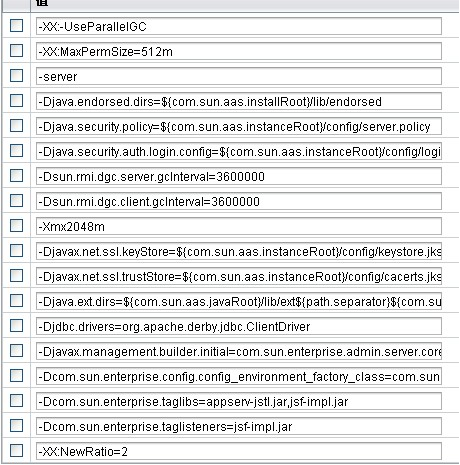 值
-XX:-UseParallelGC
-XX:MaxPermSize=512m
-server
-Djava.endorsed.dirs=${com.sun.aas.installRoot}/lib/endorsed
-Djava.security.policy=${com.sun.aas.instanceRoot}/config/server.policy
-Djava.security.auth.login.config=${com.sun.aas.instanceRoot}/config/logi
-Dsun.rmi.dgc.server.gcInterval=3600000
-Dsun.rmi.dgc.client.gcInterval=3600000
-Xmx2048m
-Djavax.net.ssl.keyStore=${com.sun.aas.instanceRoot}/config/keystore.jks
-Djavax.net.ssl.trustStore=${com.sun.aas.instanceRoot}/config/cacerts.jks
-Djava.ext.dirs=${com.sun.aas.javaRoot}/lib/ext${path.separator}${com.su
-Djdbc.drivers=org.apache.derby.jdbc.ClientDriver
-Djavax.management.builder.initial=com.sun.enterprise.admin.server.core
-Dcom.sun.enterprise.config.config_environment_factory_class=com.sun
-Dcom.sun.enterprise.taglibs=appserv-jstl.jar,jsf-impl.jar
-Dcom.sun.enterprise.taglisteners=jsf-impl.jar
-XX:NewRatio=2